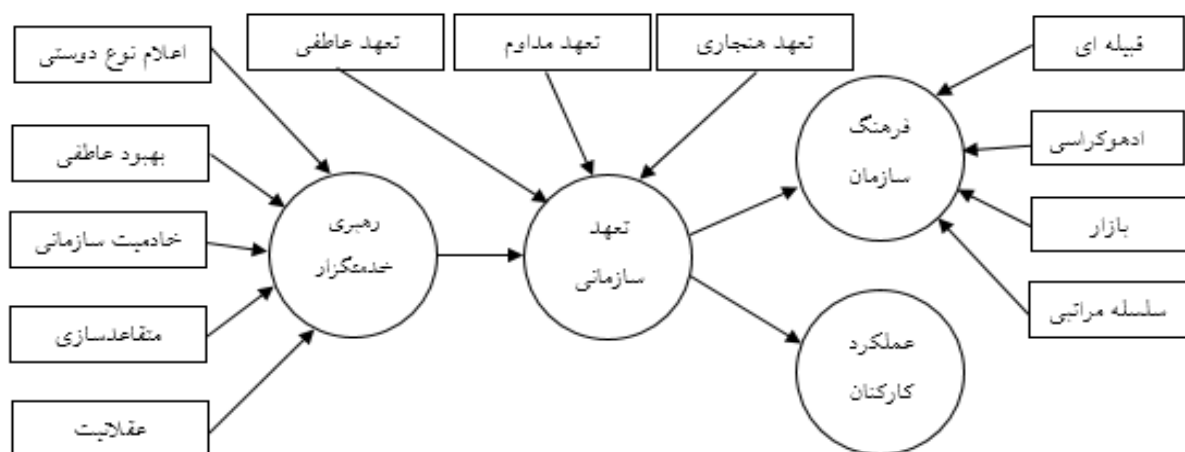 اعلام نوع دوستی
تعهد عاطفی
تعهد مداوم
تعهد هنجاری
قبیله ای
بهبود عاطفی
فرهنگ
سازمان
ادهوکراسی
خادمیت سازمانی
رهبری
خدمتگزار
تعهد
سازمانی
بازار
متقاعدسازی
سلسله مراتبی
عملکرد
کارکنان
عقلانیت